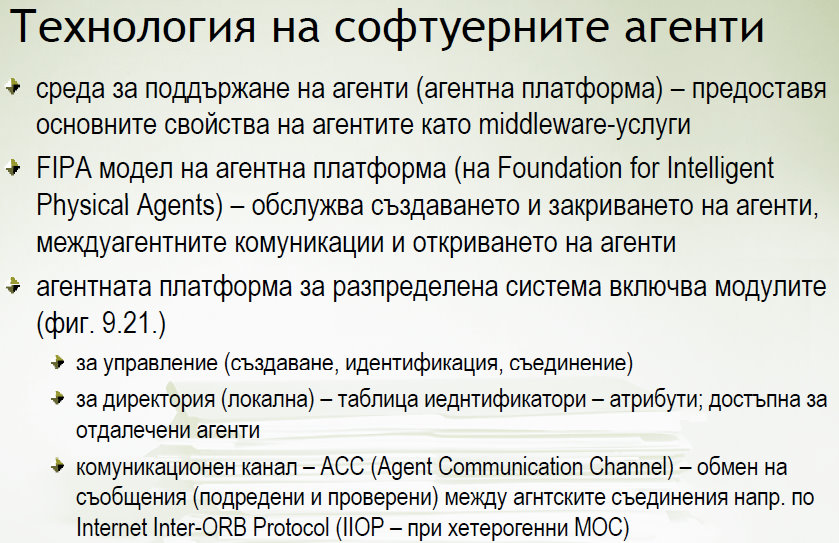 Технология на софтуерните агенти
среда за поддържане на агенти (агентна платформа) – предоставя
основните свойства на агентите като middleware-услуги
FIPA модел на агентна платформа (на Foundation for Intelligent
Physical Agents) – обслужва създаването и закриването на агенти,
междуагентните комуникации и откриването на агенти
агентната платформа за разпределена система включва модулите
(фиг. 9.21.)
за управление (създаване, идентификация, съединение)
за директория (локална) – таблица иеднтификатори – атрибути; достъпна за
отдалечени агенти
комуникационен канал – ACC (Agent Communication Channel) – обмен на
съобщения (подредени и проверени) между агнтските съединения напр. по
Internet Inter-ORB Protocol (IIOP – при хетерогенни МОС)